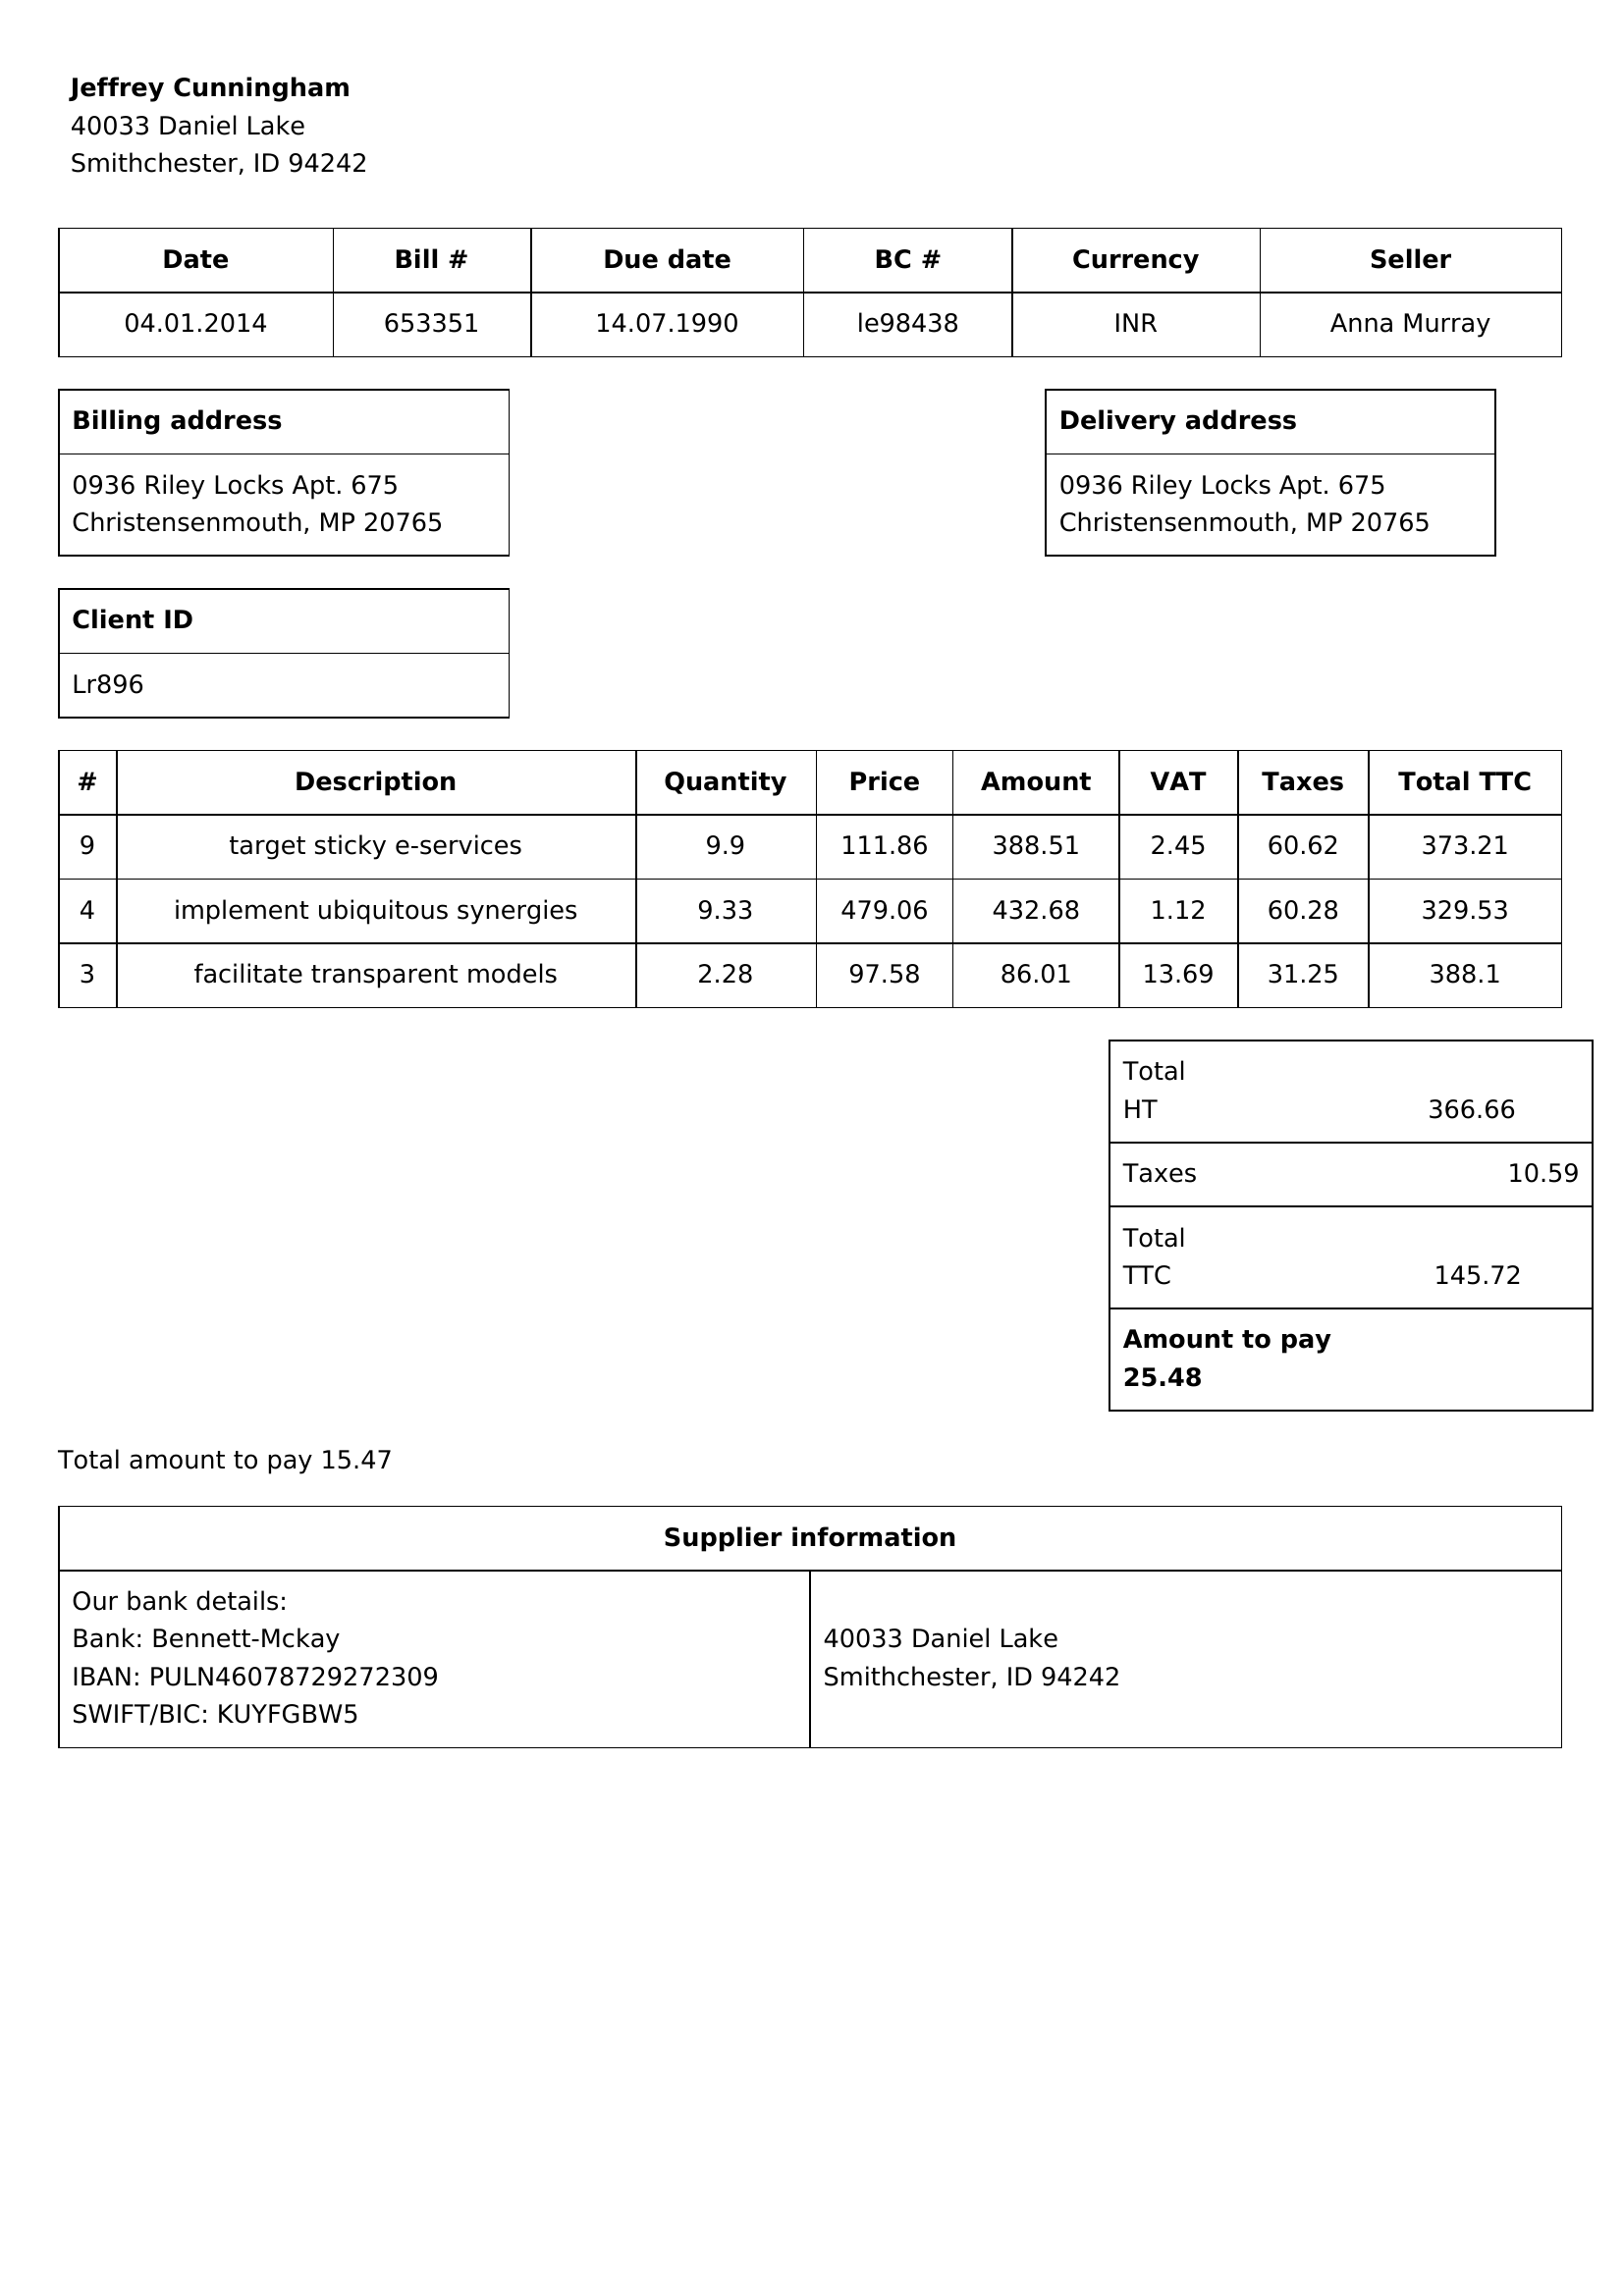 Jeffrey Cunningham
40033 Daniel Lake
Smithchester, ID 94242
Date Bill # Due date BC # Currency Seller
04.01.2014 653351 14.07.1990 le98438 INR Anna Murray
Billing address
0936 Riley Locks Apt. 675
Christensenmouth, MP 20765
Delivery address
0936 Riley Locks Apt. 675
Christensenmouth, MP 20765
Client ID
Lr896
# Description Quantity Price Amount VAT Taxes Total TTC
9 target sticky e-services 9.9 111.86 388.51 2.45 60.62 373.21
4 implement ubiquitous synergies 9.33 479.06 432.68 1.12 60.28 329.53
3 facilitate transparent models 2.28 97.58 86.01 13.69 31.25 388.1
Total
HT 366.66
Taxes 10.59
Total
TTC 145.72
Amount to pay
25.48
Total amount to pay 15.47
Supplier information
Our bank details:
Bank: Bennett-Mckay
IBAN: PULN46078729272309
SWIFT/BIC: KUYFGBW5
40033 Daniel Lake
Smithchester, ID 94242